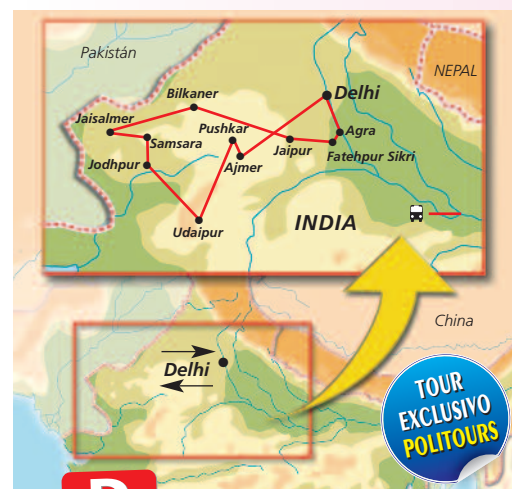 Pakistán
NEPAL
Bilkaner
Delhi
Jaisalmer
Pushkar
Agra
Samsara
Jaipur
Fatehpur Sikri
Jodhpur
Ajmer
INDIA
Udaipur
China
Delhi
TOUR
EXCLUSIVO
POLITOURS